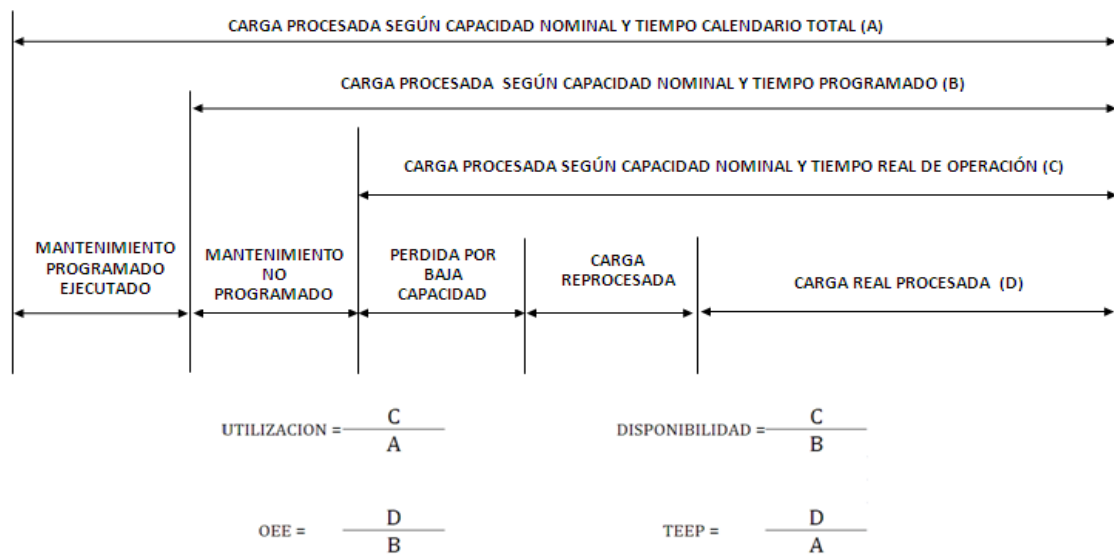 CARGA PROCESADA SEGÚN CAPACIDAD NOMINAL Y TIEMPO CALENDARIO TOTAL (A)
CARGA PROCESADA SEGÚN CAPACIDAD NOMINAL Y TIEMPO PROGRAMADO (B)
CARGA PROCESADA SEGÚN CAPACIDAD NOMINAL Y TIEMPO REAL DE OPERACIÓN (C)
MANTENIMIENTO
PROGRAMADO
EJECUTADO
MANTENIMIENTO
NO
PROGRAMADO
PERDIDA POR
BAJA
CAPACIDAD
CARGA
REPROCESADA
CARGA REAL PROCESADA (D)
UTILIZACION = C / A
DISPONIBILIDAD = C / B
OEE = D / B
TEEP = D / A